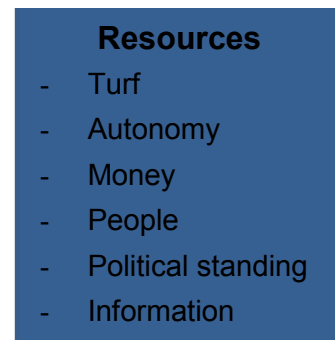 Resources
- Turf
- Autonomy
- Money
- People
- Political standing
- Information